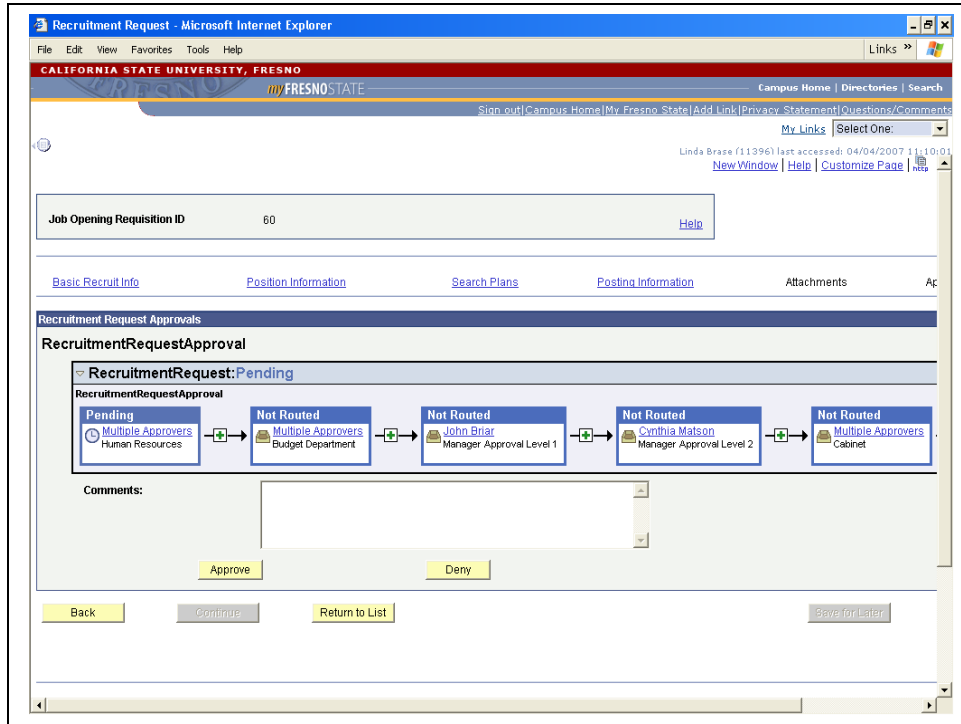 Recruitment Request - Microsoft Internet Explorer
File Edit View Favorites Tools Help Links »
CALIFORNIA STATE UNIVERSITY, FRESNO
FRESNO myFRESNOSTATE Campus Home | Directories | Search
Sign out|Campus Home|My Fresno State|Add Link|Privacy Statement|Questions/Comments
My Links Select One:
Linda Brase (11396) last accessed: 04/04/2007 11:10:01
New Window | Help | Customize Page | http
Job Opening Requisition ID 60 Help
Basic Recruit Info Position Information Search Plans Posting Information Attachments Ap
Recruitment Request Approvals
RecruitmentRequestApproval
RecruitmentRequest:Pending
RecruitmentRequestApproval
Pending Not Routed Not Routed Not Routed Not Routed
Multiple Approvers Multiple Approvers John Briar Cynthia Matson Multiple Approvers
Human Resources Budget Department Manager Approval Level 1 Manager Approval Level 2 Cabinet
Comments:
Approve Deny
Back Continue Return to List Save for Later